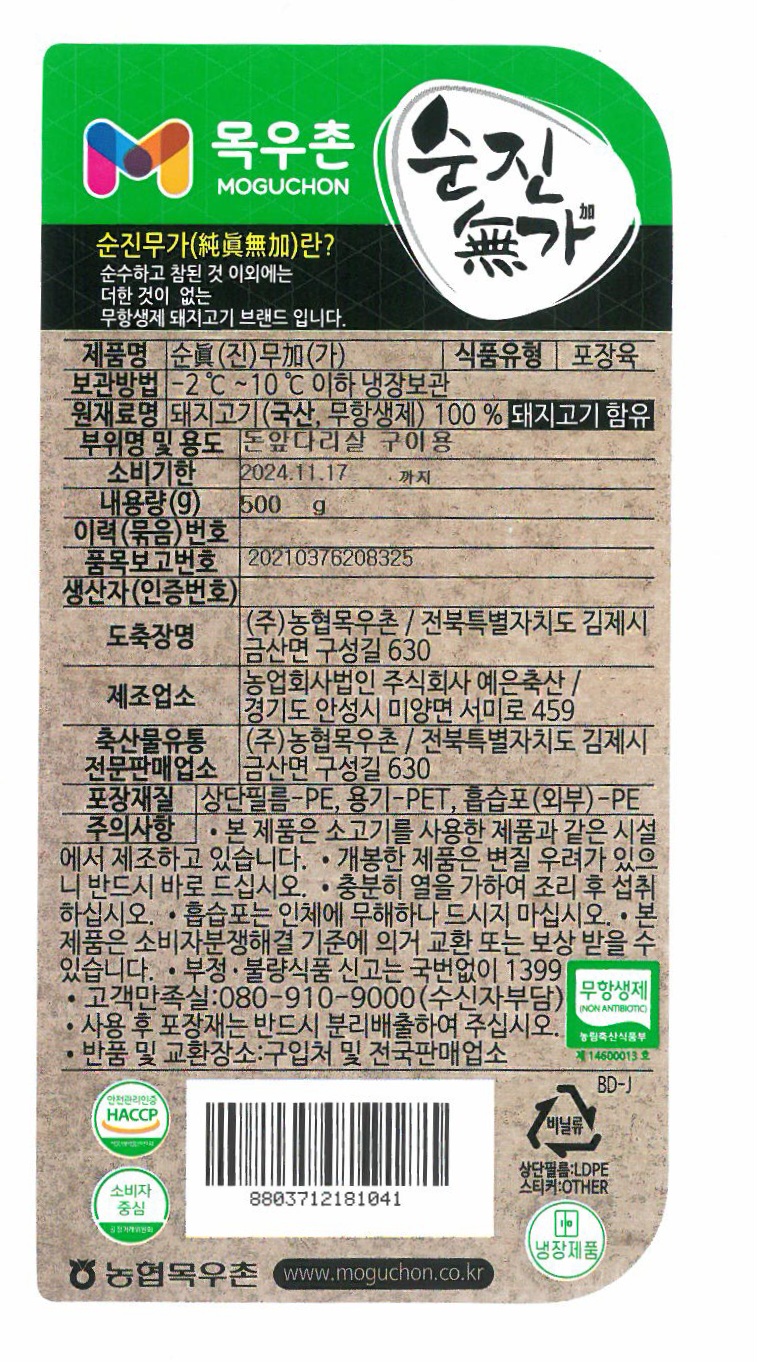 목우촌
MOGUCHON
순진
無가
加
순진무가(純眞無加)란?
순수하고 참된 것 이외에는
더한 것이 없는
무항생제 돼지고기 브랜드 입니다.
제품명 순眞(진)무加(가) 식품유형 포장육
보관방법 -2℃ ~10℃ 이하 냉장보관
원재료명 돼지고기(국산, 무항생제) 100 % 돼지고기 함유
부위명 및 용도 돈앞다리살 구이용
소비기한 2024.11.17 까지
내용량(g) 500 g
이력(묶음)번호
품목보고번호 20210376208325
생산자(인증번호)
도축장명 (주)농협목우촌 / 전북특별자치도 김제시
금산면 구성길 630
제조업소 농업회사법인 주식회사 예은축산 /
경기도 안성시 미양면 서미로 459
축산물유통
전문판매업소 (주)농협목우촌 / 전북특별자치도 김제시
금산면 구성길 630
포장재질 상단필름-PE, 용기-PET, 흡습포(외부)-PE
주의사항 • 본 제품은 소고기를 사용한 제품과 같은 시설
에서 제조하고 있습니다. • 개봉한 제품은 변질 우려가 있으
니 반드시 바로 드십시오. • 충분히 열을 가하여 조리 후 섭취
하십시오. • 흡습포는 인체에 무해하나 드시지 마십시오. • 본
제품은 소비자분쟁해결 기준에 의거 교환 또는 보상 받을 수
있습니다. • 부정·불량식품 신고는 국번없이 1399
• 고객만족실:080-910-9000(수신자부담)
• 사용 후 포장재는 반드시 분리배출하여 주십시오.
• 반품 및 교환장소:구입처 및 전국판매업소
무항생제
(NON ANTIBIOTIC)
농림축산식품부
제 14600013 호
BD-J
안전관리인증
HACCP
소비자
중심
공정거래위원회
8803712181041
비닐류
상단필름:LDPE
스티커:OTHER
냉장제품
농협목우촌
www.moguchon.co.kr